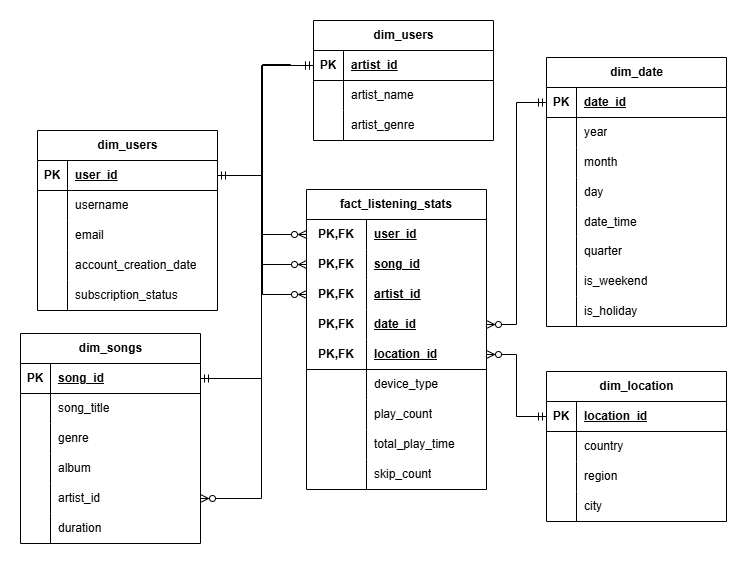 dim_users
PK artist_id
artist_name
artist_genre
dim_date
PK date_id
year
month
day
date_time
quarter
is_weekend
is_holiday
dim_users
PK user_id
username
email
account_creation_date
subscription_status
fact_listening_stats
PK,FK user_id
PK,FK song_id
PK,FK artist_id
PK,FK date_id
PK,FK location_id
device_type
play_count
total_play_time
skip_count
dim_songs
PK song_id
song_title
genre
album
artist_id
duration
dim_location
PK location_id
country
region
city